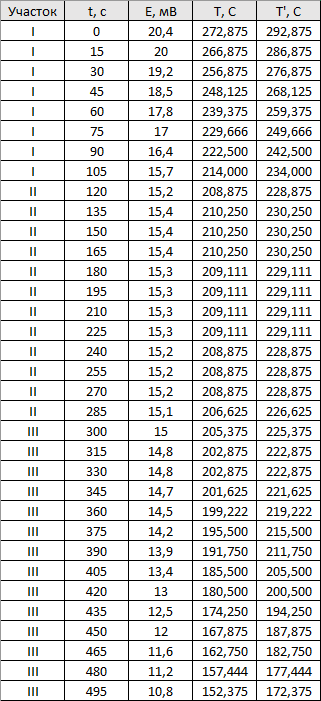 Участок t, с E, мВ T, C T', C
I 0 20,4 272,875 292,875
I 15 20 266,875 286,875
I 30 19,2 256,875 276,875
I 45 18,5 248,125 268,125
I 60 17,8 239,375 259,375
I 75 17 229,666 249,666
I 90 16,4 222,500 242,500
I 105 15,7 214,000 234,000
II 120 15,2 208,875 228,875
II 135 15,4 210,250 230,250
II 150 15,4 210,250 230,250
II 165 15,4 210,250 230,250
II 180 15,3 209,111 229,111
II 195 15,3 209,111 229,111
II 210 15,3 209,111 229,111
II 225 15,3 209,111 229,111
II 240 15,2 208,875 228,875
II 255 15,2 208,875 228,875
II 270 15,2 208,875 228,875
II 285 15,1 206,625 226,625
III 300 15 205,375 225,375
III 315 14,8 202,875 222,875
III 330 14,8 202,875 222,875
III 345 14,7 201,625 221,625
III 360 14,5 199,222 219,222
III 375 14,2 195,500 215,500
III 390 13,9 191,750 211,750
III 405 13,4 185,500 205,500
III 420 13 180,500 200,500
III 435 12,5 174,250 194,250
III 450 12 167,875 187,875
III 465 11,6 162,750 182,750
III 480 11,2 157,444 177,444
III 495 10,8 152,375 172,375